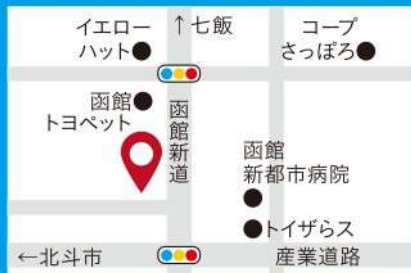 イエロー
ハット
↑七飯
コープ
さっぽろ
函館
トヨペット
函館新道
函館
新都市病院
トイザらス
←北斗市
産業道路